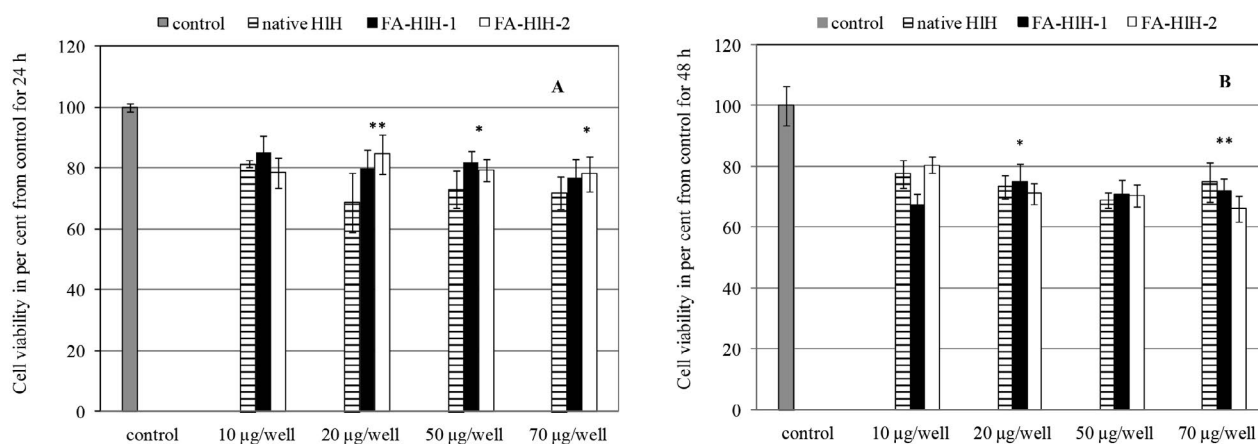 control native HlH FA-HlH-1 FA-HlH-2
Cell viability in per cent from control for 24 h
120
100
80
60
40
20
0
A
** * *
control 10 µg/well 20 µg/well 50 µg/well 70 µg/well
control native HlH FA-HlH-1 FA-HlH-2
Cell viability in per cent from control for 48 h
120
100
80
60
40
20
0
B
* **
control 10 µg/well 20 µg/well 50 µg/well 70 µg/well